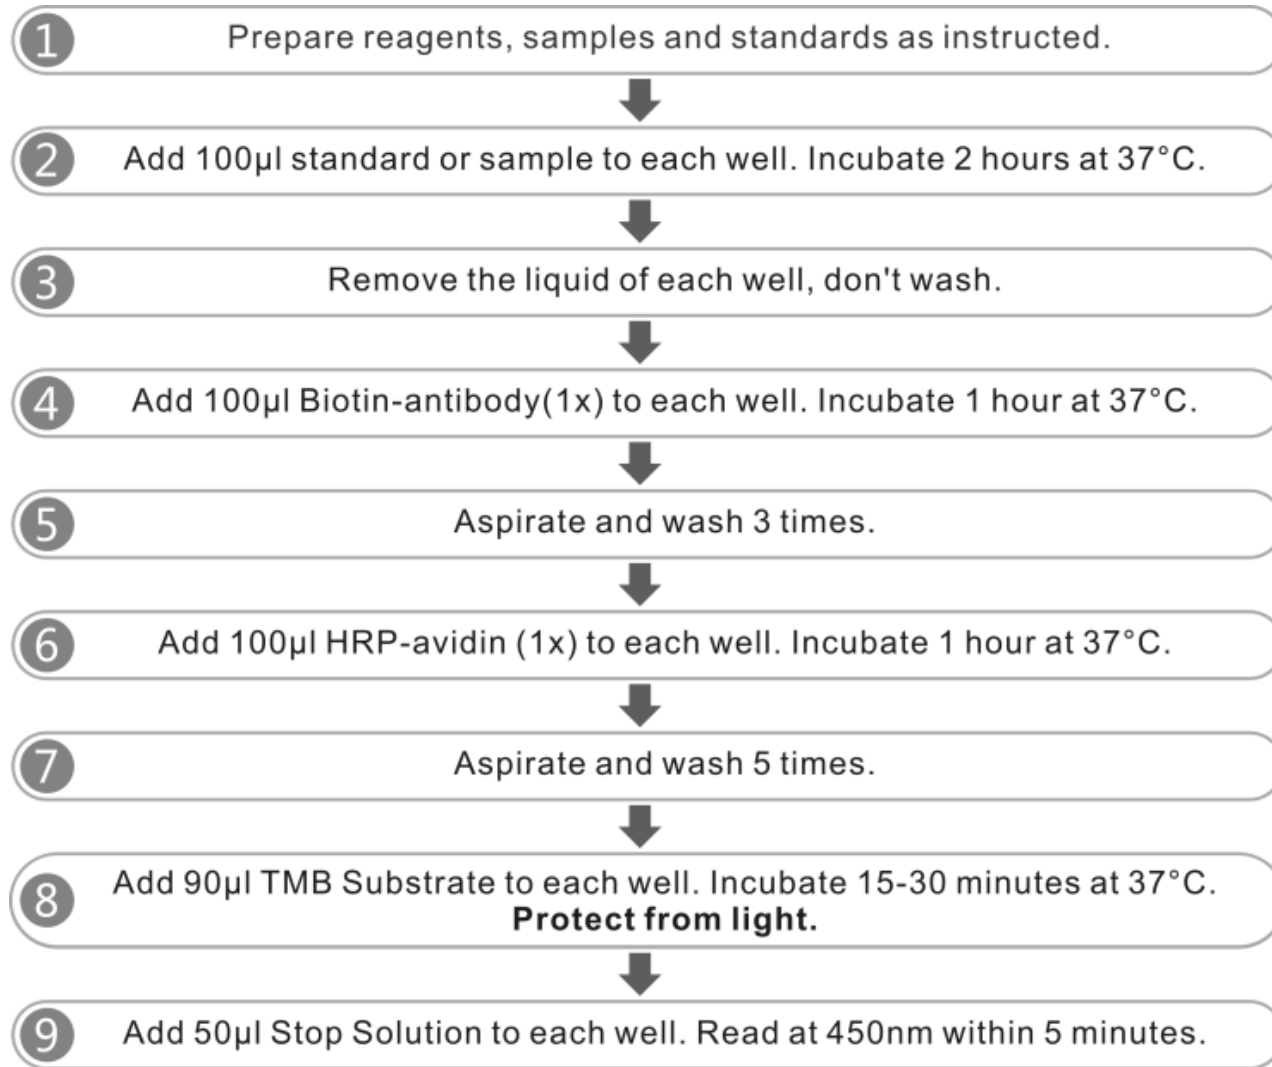 1 Prepare reagents, samples and standards as instructed.
2 Add 100µl standard or sample to each well. Incubate 2 hours at 37°C.
3 Remove the liquid of each well, don't wash.
4 Add 100µl Biotin-antibody(1x) to each well. Incubate 1 hour at 37°C.
5 Aspirate and wash 3 times.
6 Add 100µl HRP-avidin (1x) to each well. Incubate 1 hour at 37°C.
7 Aspirate and wash 5 times.
8 Add 90µl TMB Substrate to each well. Incubate 15-30 minutes at 37°C.
Protect from light.
9 Add 50µl Stop Solution to each well. Read at 450nm within 5 minutes.